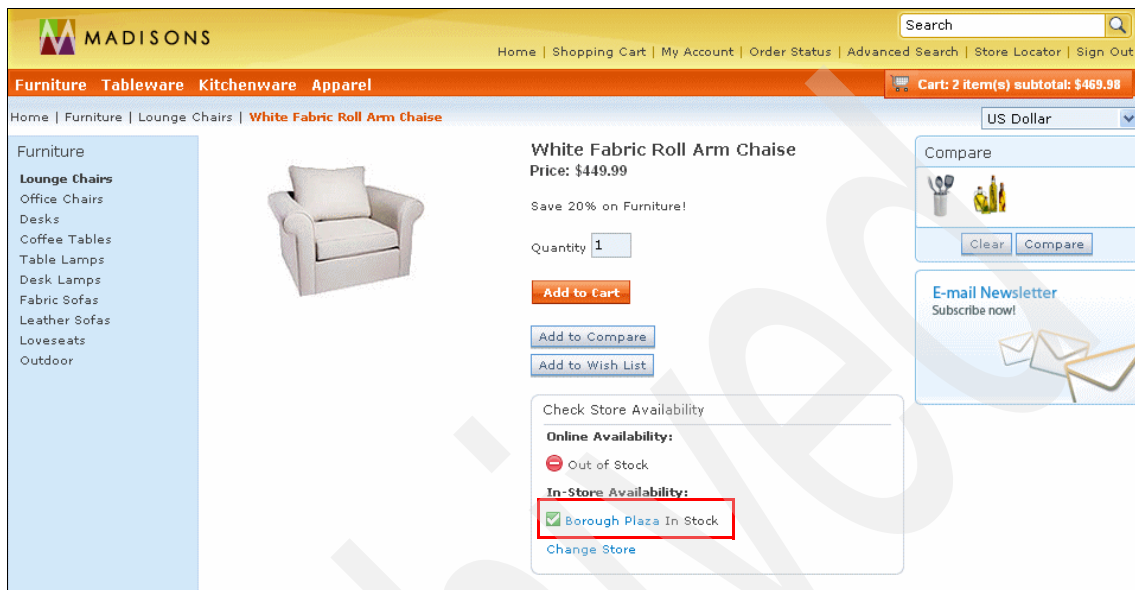 MADISONS
Search
Home | Shopping Cart | My Account | Order Status | Advanced Search | Store Locator | Sign Out
Furniture Tableware Kitchenware Apparel
Cart: 2 item(s) subtotal: $469.98
Home | Furniture | Lounge Chairs | White Fabric Roll Arm Chaise
US Dollar
Furniture
Lounge Chairs
Office Chairs
Desks
Coffee Tables
Table Lamps
Desk Lamps
Fabric Sofas
Leather Sofas
Loveseats
Outdoor
White Fabric Roll Arm Chaise
Price: $449.99
Save 20% on Furniture!
Quantity 1
Add to Cart
Add to Compare
Add to Wish List
Check Store Availability
Online Availability:
Out of Stock
In-Store Availability:
Borough Plaza In Stock
Change Store
Compare
Clear Compare
E-mail Newsletter
Subscribe now!